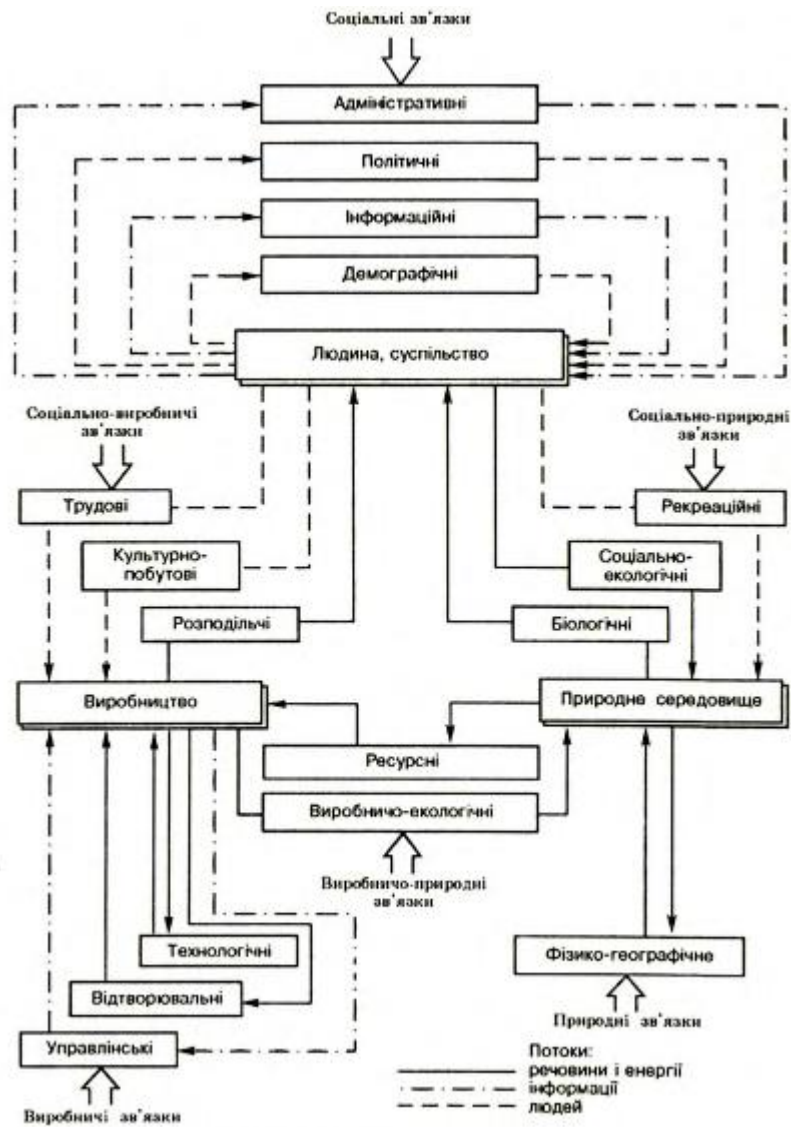 Соціальні зв'язки
Адміністративні
Політичні
Інформаційні
Демографічні
Людина, суспільство
Соціально-виробничі
зв'язки
Соціально-природні
зв'язки
Трудові
Рекреаційні
Культурно-
побутові
Соціально-
екологічні
Розподільчі
Біологічні
Виробництво
Природне середовище
Ресурсні
Виробничо-екологічні
Виробничо-природні
зв'язки
Технологічні
Фізико-географічне
Відтворювальні
Природні зв'язки
Управлінські
Потоки:
речовини і енергії
інформації
людей
Виробничі зв'язки